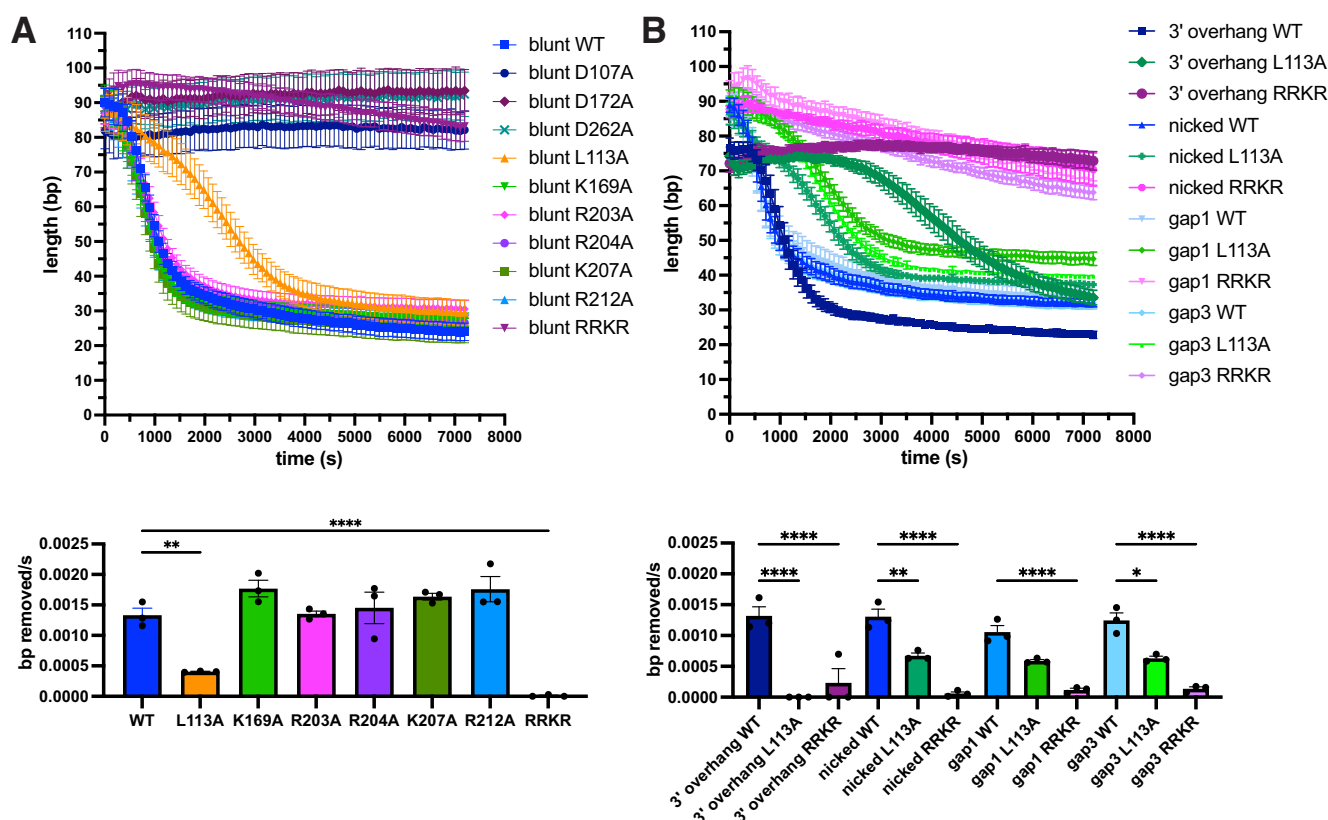 A
110
100
90
80
70
60
50
40
30
20
10
0
length (bp)
0 1000 2000 3000 4000 5000 6000 7000 8000
time (s)
blunt WT
blunt D107A
blunt D172A
blunt D262A
blunt L113A
blunt K169A
blunt R203A
blunt R204A
blunt K207A
blunt R212A
blunt RRKR
B
110
100
90
80
70
60
50
40
30
20
10
0
length (bp)
0 1000 2000 3000 4000 5000 6000 7000 8000
time (s)
3' overhang WT
3' overhang L113A
3' overhang RRKR
nicked WT
nicked L113A
nicked RRKR
gap1 WT
gap1 L113A
gap1 RRKR
gap3 WT
gap3 L113A
gap3 RRKR
****
**
0.0025
0.0020
0.0015
0.0010
0.0005
0.0000
bp removed/s
WT L113A K169A R203A R204A K207A R212A RRKR
**** **** ****
**** ** **** *
0.0025
0.0020
0.0015
0.0010
0.0005
0.0000
bp removed/s
3' overhang WT
3' overhang L113A
3' overhang RRKR
nicked WT
nicked L113A
nicked RRKR
gap1 WT
gap1 L113A
gap1 RRKR
gap3 WT
gap3 L113A
gap3 RRKR